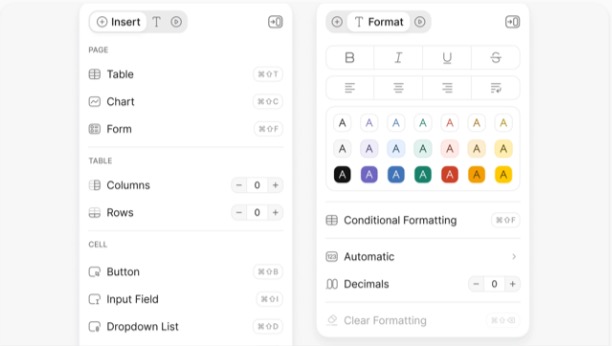 Insert T
PAGE
Table ⌘⇧T
Chart ⌘⇧C
Form ⌘⇧F
TABLE
Columns − 0 +
Rows − 0 +
CELL
Button ⌘⇧B
Input Field ⌘⇧I
Dropdown List ⌘⇧D
T Format
B I U S
A A A A A A A
A A A A A A A
A A A A A A A
Conditional Formatting ⌘⇧F
Automatic
Decimals − 0 +
Clear Formatting ⌘⇧⌫